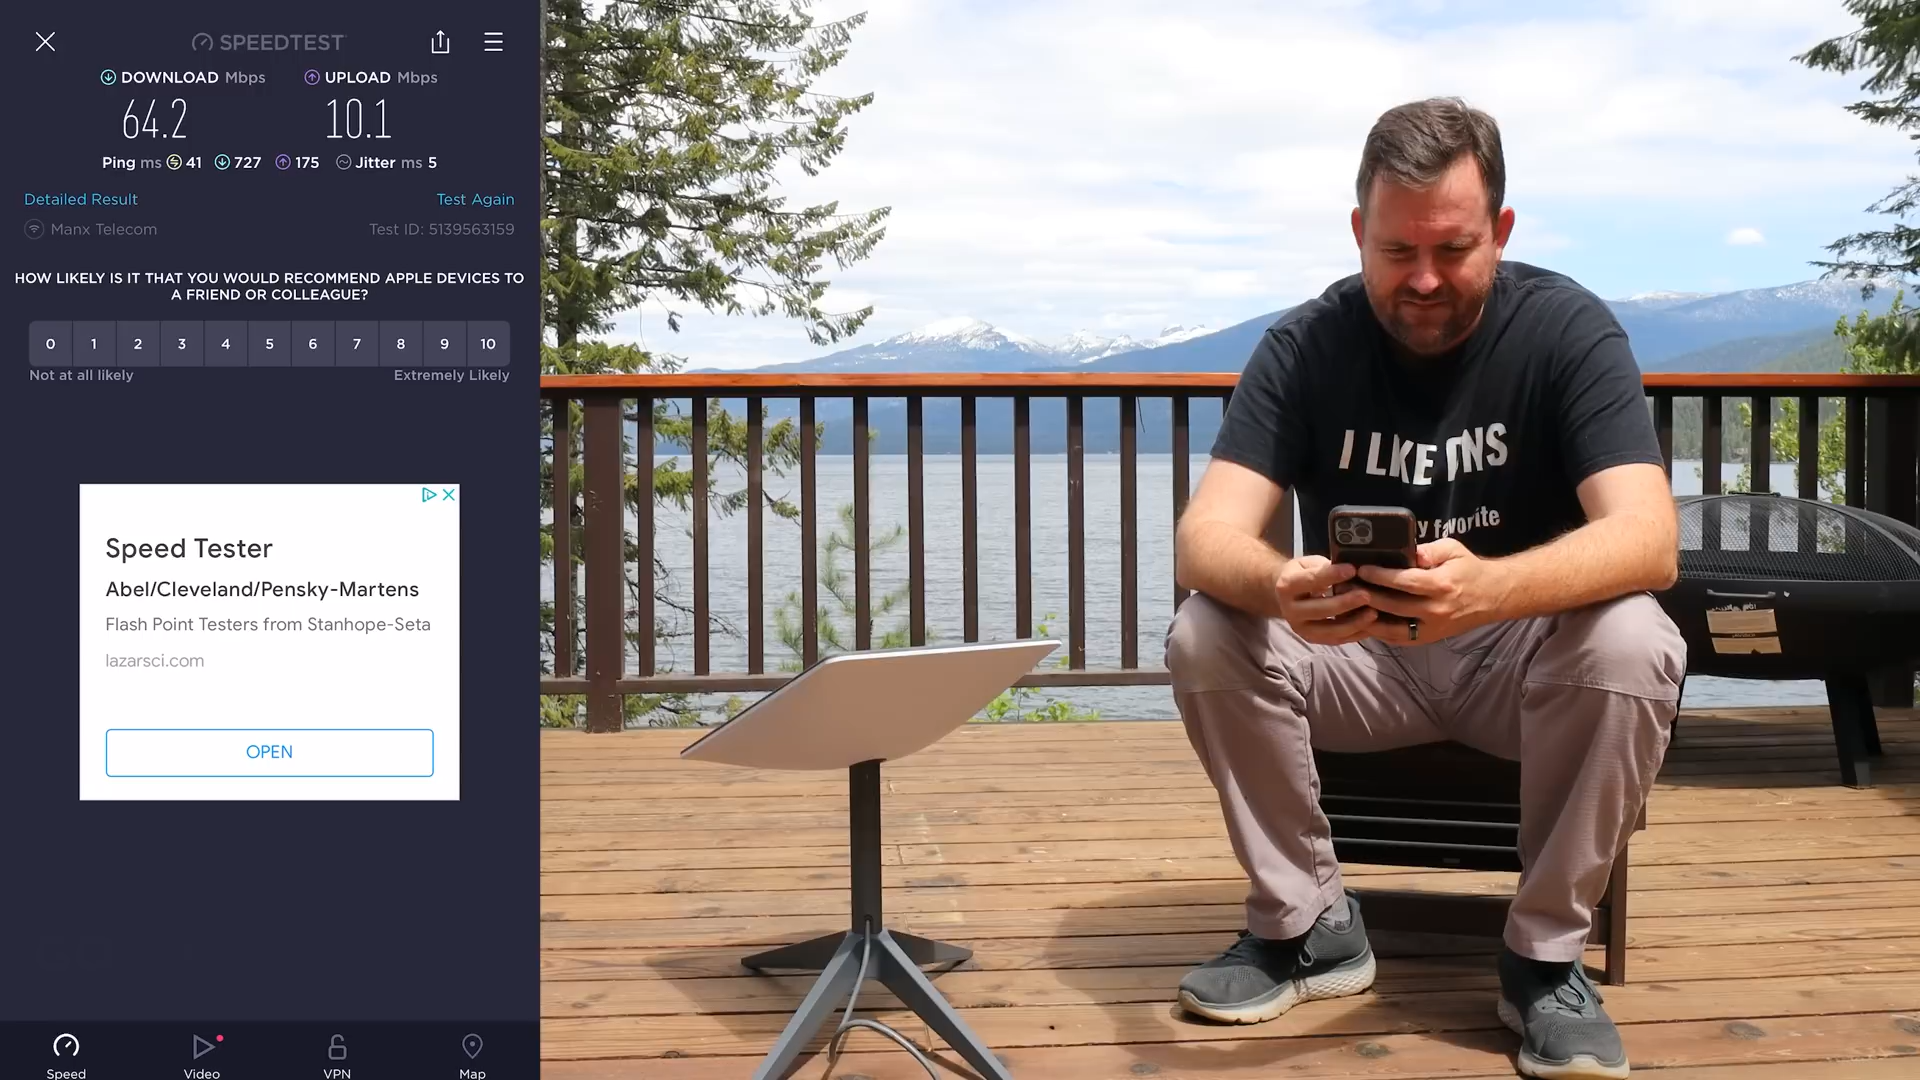 SPEEDTEST
DOWNLOAD Mbps
UPLOAD Mbps
64.2
10.1
Ping ms 41 727 175 Jitter ms 5
Detailed Result
Test Again
Manx Telecom
Test ID: 5139563159
HOW LIKELY IS IT THAT YOU WOULD RECOMMEND APPLE DEVICES TO
A FRIEND OR COLLEAGUE?
0 1 2 3 4 5 6 7 8 9 10
Not at all likely
Extremely Likely
Speed Tester
Abel/Cleveland/Pensky-Martens
Flash Point Testers from Stanhope-Seta
lazarsci.com
OPEN
Speed
Video
VPN
Map
I LIKE
favorite